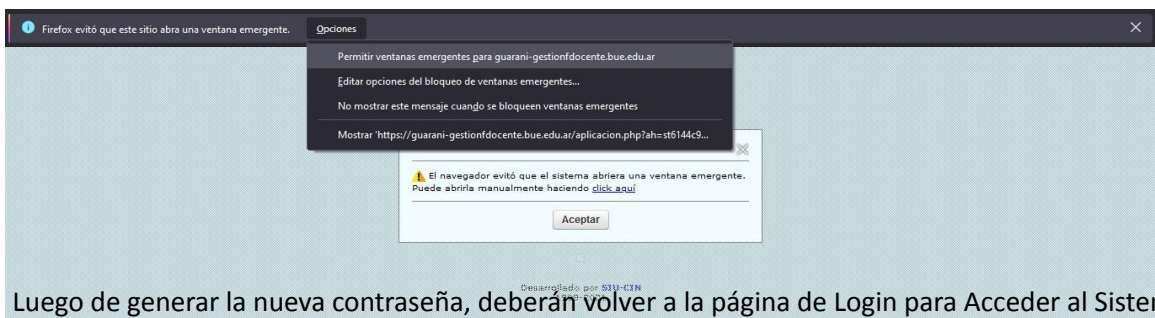 Firefox evitó que este sitio abra una ventana emergente. Opciones
Permitir ventanas emergentes para guarani-gestionfdocente.bue.edu.ar
Editar opciones del bloqueo de ventanas emergentes...
No mostrar este mensaje cuando se bloqueen ventanas emergentes
Mostrar 'https://guarani-gestionfdocente.bue.edu.ar/aplicacion.php?ah=st6144c9...
El navegador evitó que el sistema abriera una ventana emergente.
Puede abrirla manualmente haciendo click aquí
Aceptar
Desarrollado por SIU-CIN
Luego de generar la nueva contraseña, deberán volver a la página de Login para Acceder al Sister